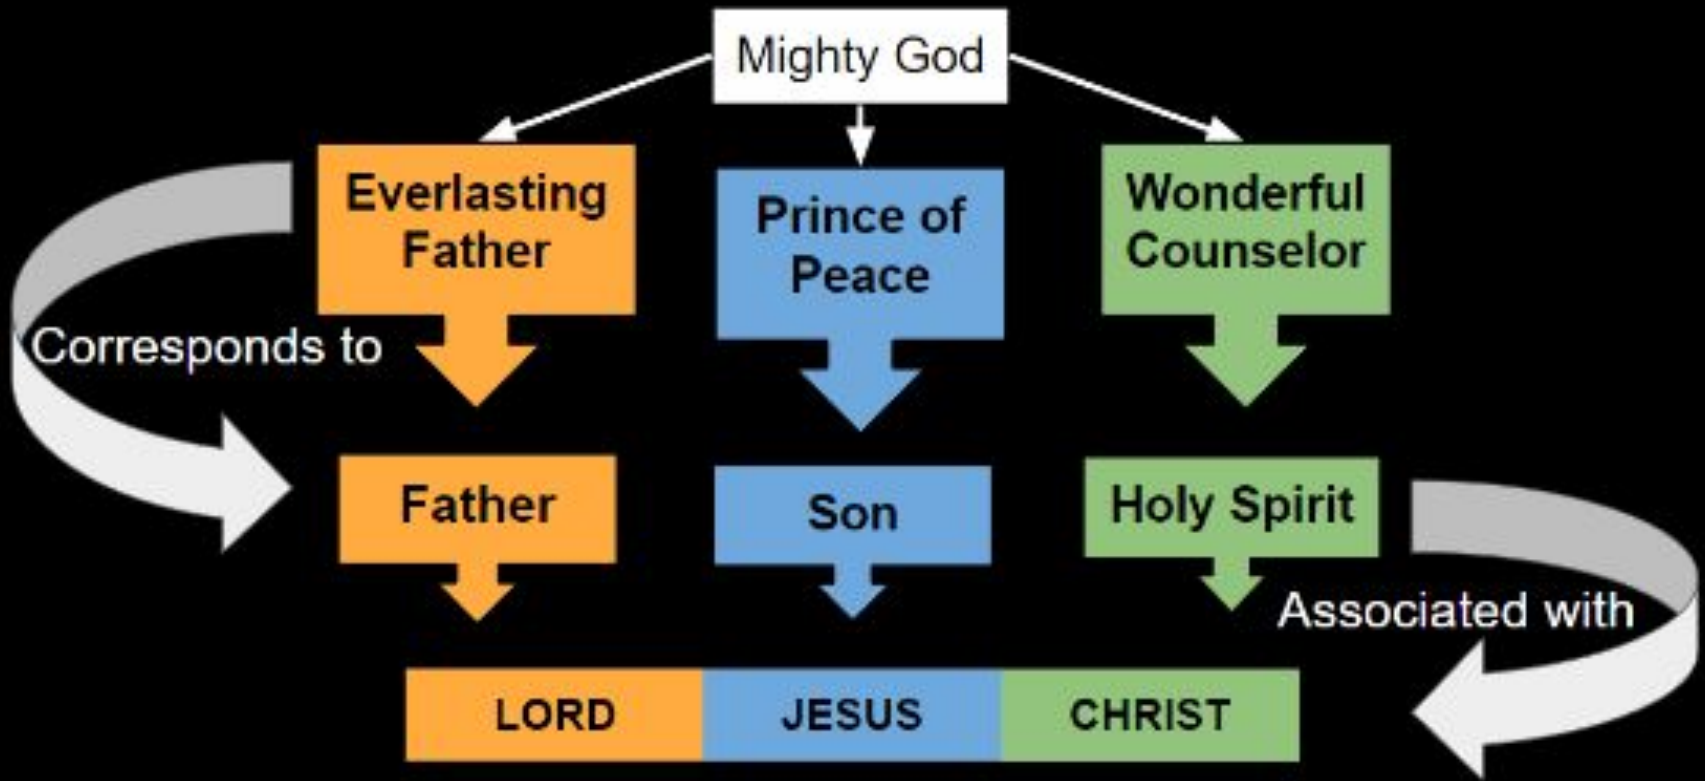 Mighty God
Everlasting
Father
Prince of
Peace
Wonderful
Counselor
Corresponds to
Father
Son
Holy Spirit
Associated with
LORD JESUS CHRIST